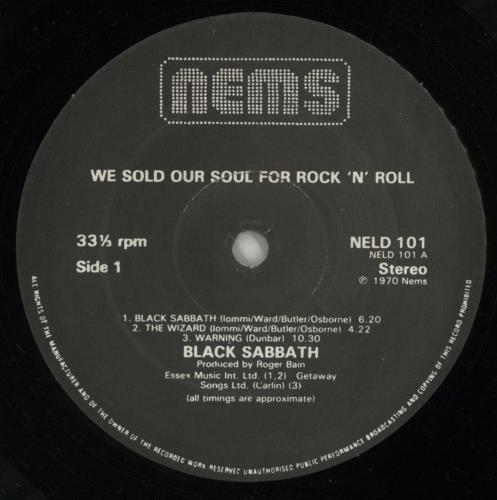 nems
WE SOLD OUR SOUL FOR ROCK 'N' ROLL
33⅓ rpm
Side 1
NELD 101
NELD 101 A
Stereo
℗ 1970 Nems
1. BLACK SABBATH (Iommi/Ward/Butler/Osborne) 6.20
2. THE WIZARD (Iommi/Ward/Butler/Osborne) 4.22
3. WARNING (Dunbar) 10.30
BLACK SABBATH
Produced by Roger Bain
Essex Music Int. Ltd. (1,2) Getaway
Songs Ltd. (Carlin) (3)
(all timings are approximate)
ALL RIGHTS OF THE MANUFACTURER AND OF THE OWNER OF THE RECORDED WORK RESERVED UNAUTHORISED PUBLIC PERFORMANCE BROADCASTING AND COPYING OF THIS RECORD PROHIBITED